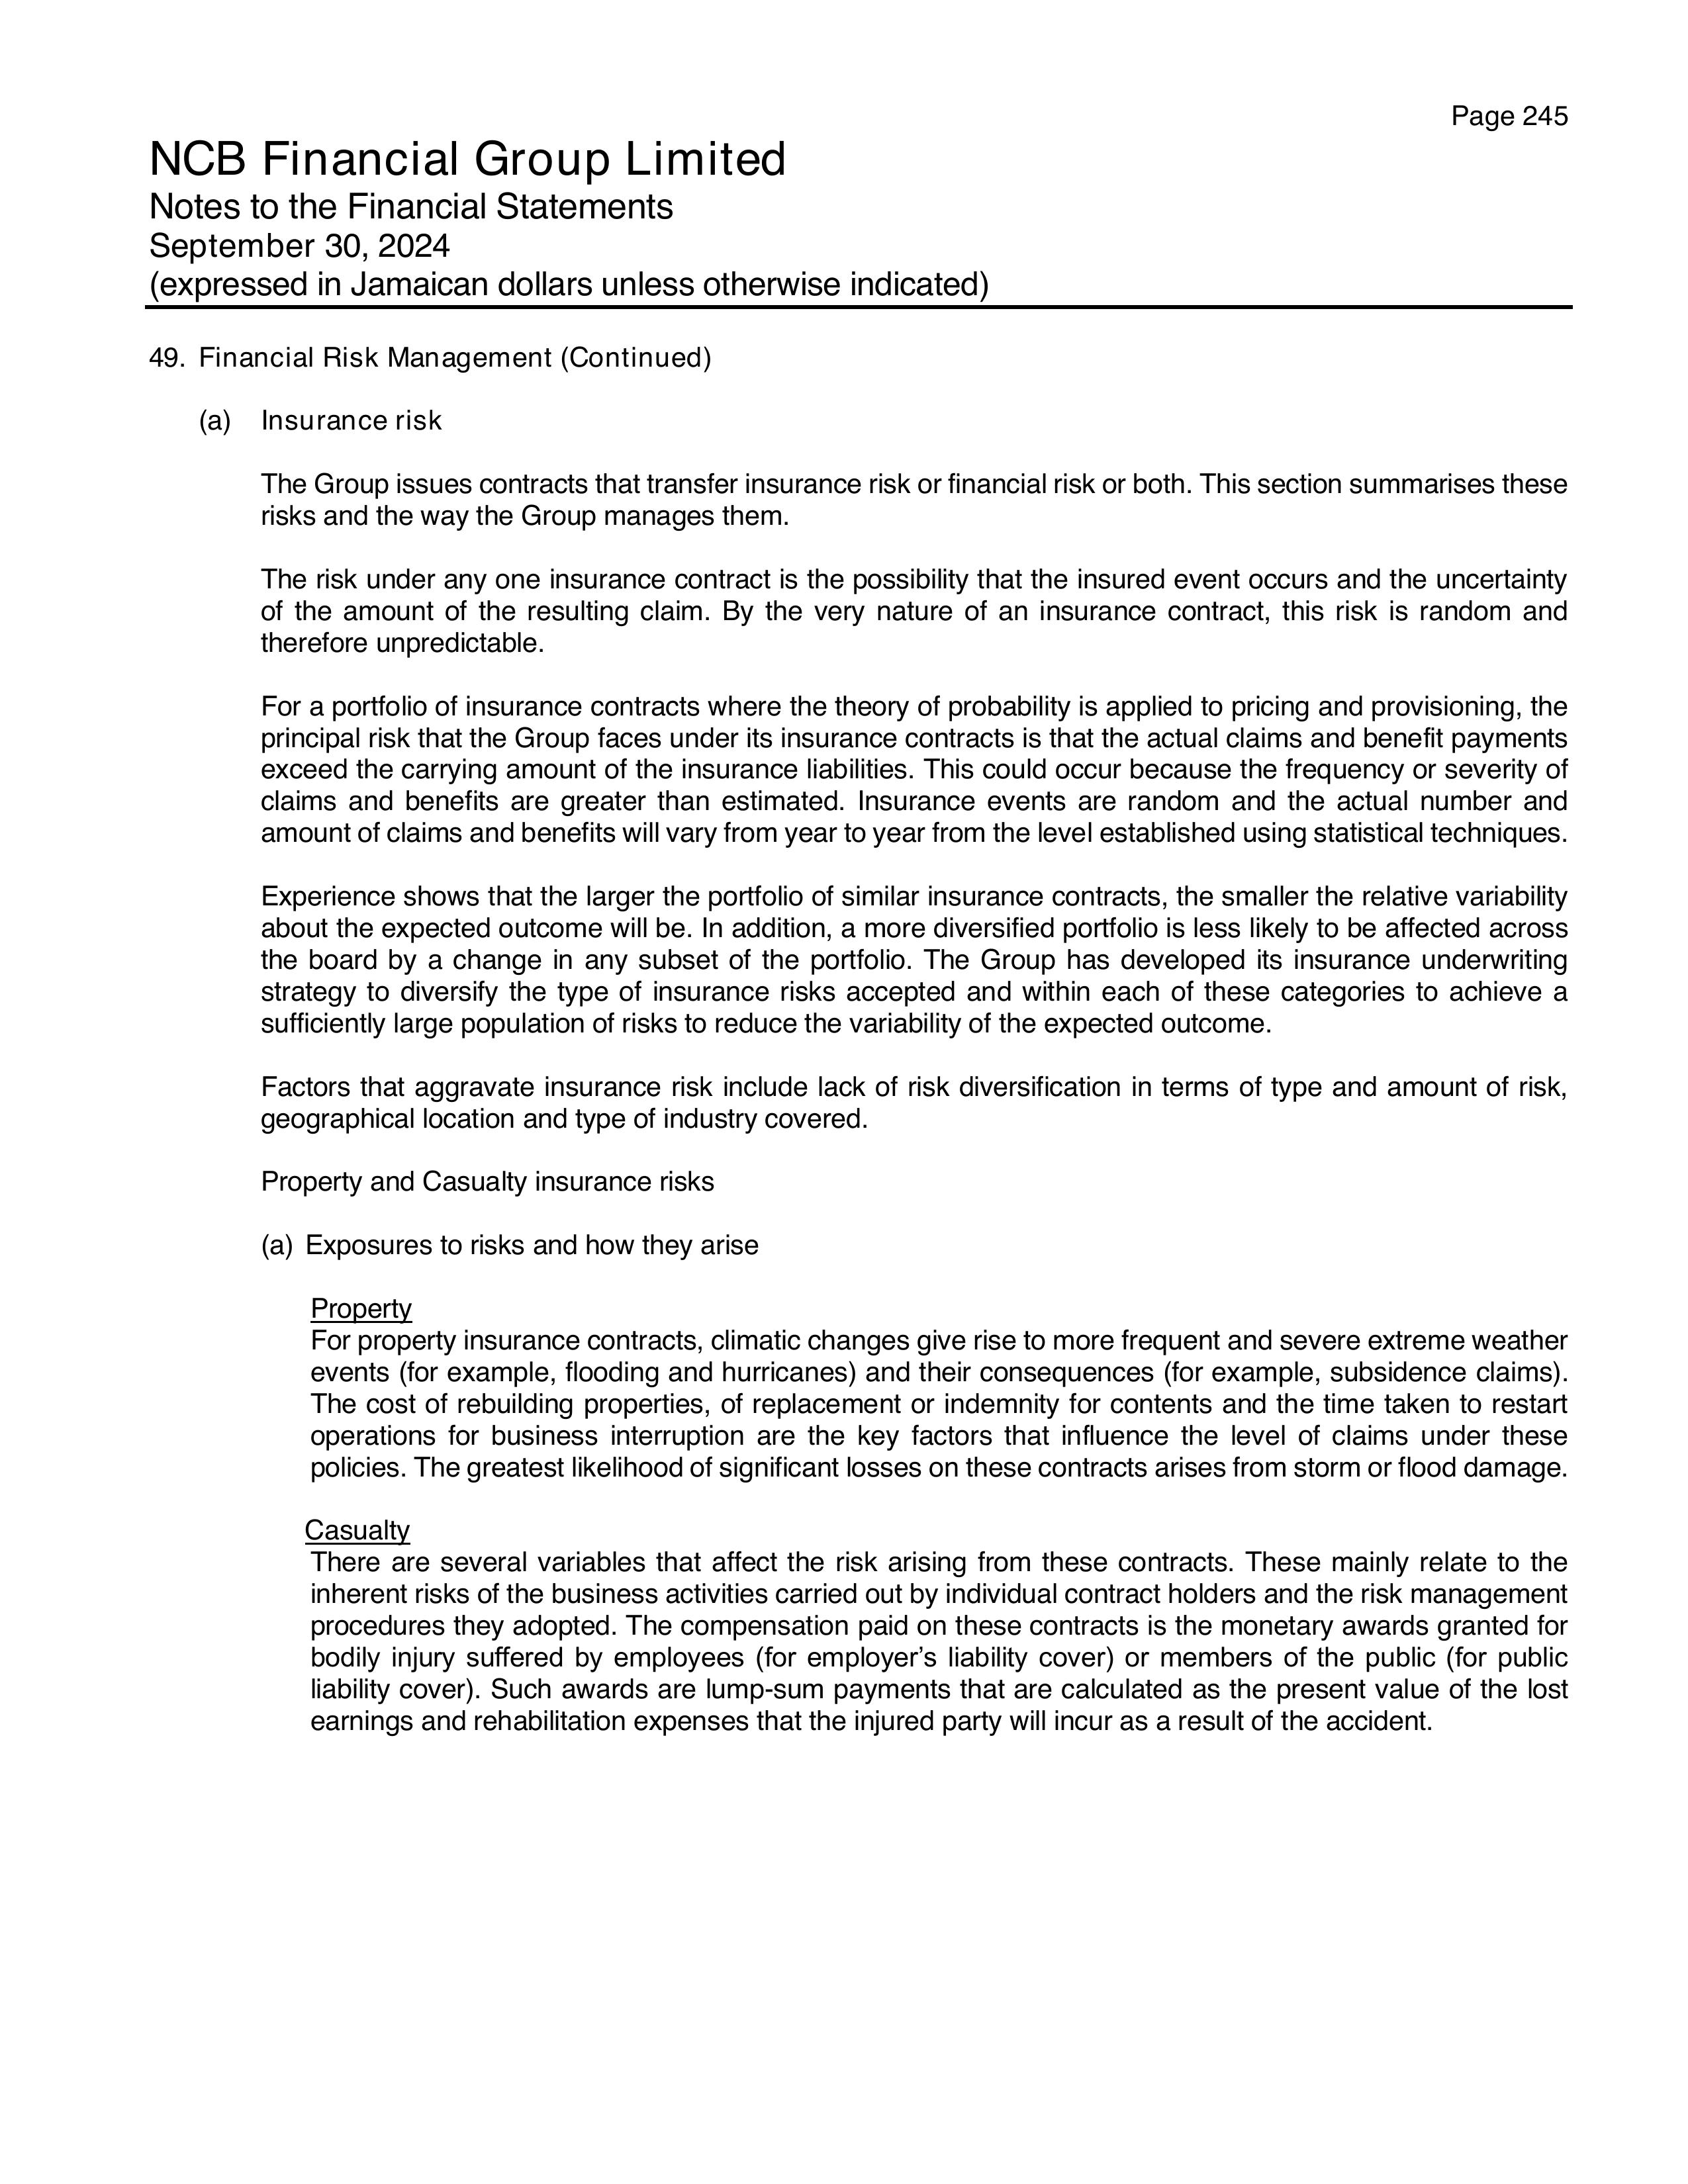 Page 245
NCB Financial Group Limited
Notes to the Financial Statements
September 30, 2024
(expressed in Jamaican dollars unless otherwise indicated)
49. Financial Risk Management (Continued)
(a) Insurance risk
The Group issues contracts that transfer insurance risk or financial risk or both. This section summarises these
risks and the way the Group manages them.
The risk under any one insurance contract is the possibility that the insured event occurs and the uncertainty
of the amount of the resulting claim. By the very nature of an insurance contract, this risk is random and
therefore unpredictable.
For a portfolio of insurance contracts where the theory of probability is applied to pricing and provisioning, the
principal risk that the Group faces under its insurance contracts is that the actual claims and benefit payments
exceed the carrying amount of the insurance liabilities. This could occur because the frequency or severity of
claims and benefits are greater than estimated. Insurance events are random and the actual number and
amount of claims and benefits will vary from year to year from the level established using statistical techniques.
Experience shows that the larger the portfolio of similar insurance contracts, the smaller the relative variability
about the expected outcome will be. In addition, a more diversified portfolio is less likely to be affected across
the board by a change in any subset of the portfolio. The Group has developed its insurance underwriting
strategy to diversify the type of insurance risks accepted and within each of these categories to achieve a
sufficiently large population of risks to reduce the variability of the expected outcome.
Factors that aggravate insurance risk include lack of risk diversification in terms of type and amount of risk,
geographical location and type of industry covered.
Property and Casualty insurance risks
(a) Exposures to risks and how they arise
Property
For property insurance contracts, climatic changes give rise to more frequent and severe extreme weather
events (for example, flooding and hurricanes) and their consequences (for example, subsidence claims).
The cost of rebuilding properties, of replacement or indemnity for contents and the time taken to restart
operations for business interruption are the key factors that influence the level of claims under these
policies. The greatest likelihood of significant losses on these contracts arises from storm or flood damage.
Casualty
There are several variables that affect the risk arising from these contracts. These mainly relate to the
inherent risks of the business activities carried out by individual contract holders and the risk management
procedures they adopted. The compensation paid on these contracts is the monetary awards granted for
bodily injury suffered by employees (for employer’s liability cover) or members of the public (for public
liability cover). Such awards are lump-sum payments that are calculated as the present value of the lost
earnings and rehabilitation expenses that the injured party will incur as a result of the accident.